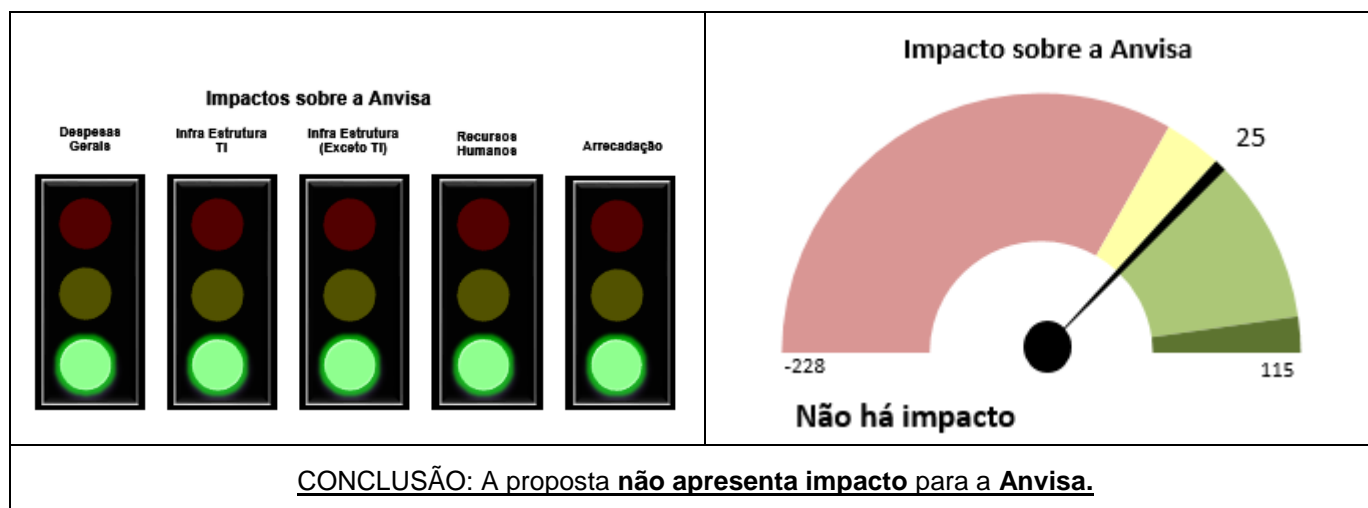 Impactos sobre a Anvisa
Despesas
Gerais
Infra Estrutura
TI
Infra Estrutura
(Exceto TI)
Recursos
Humanos
Arrecadação
Impacto sobre a Anvisa
25
-228
115
Não há impacto
CONCLUSÃO: A proposta não apresenta impacto para a Anvisa.